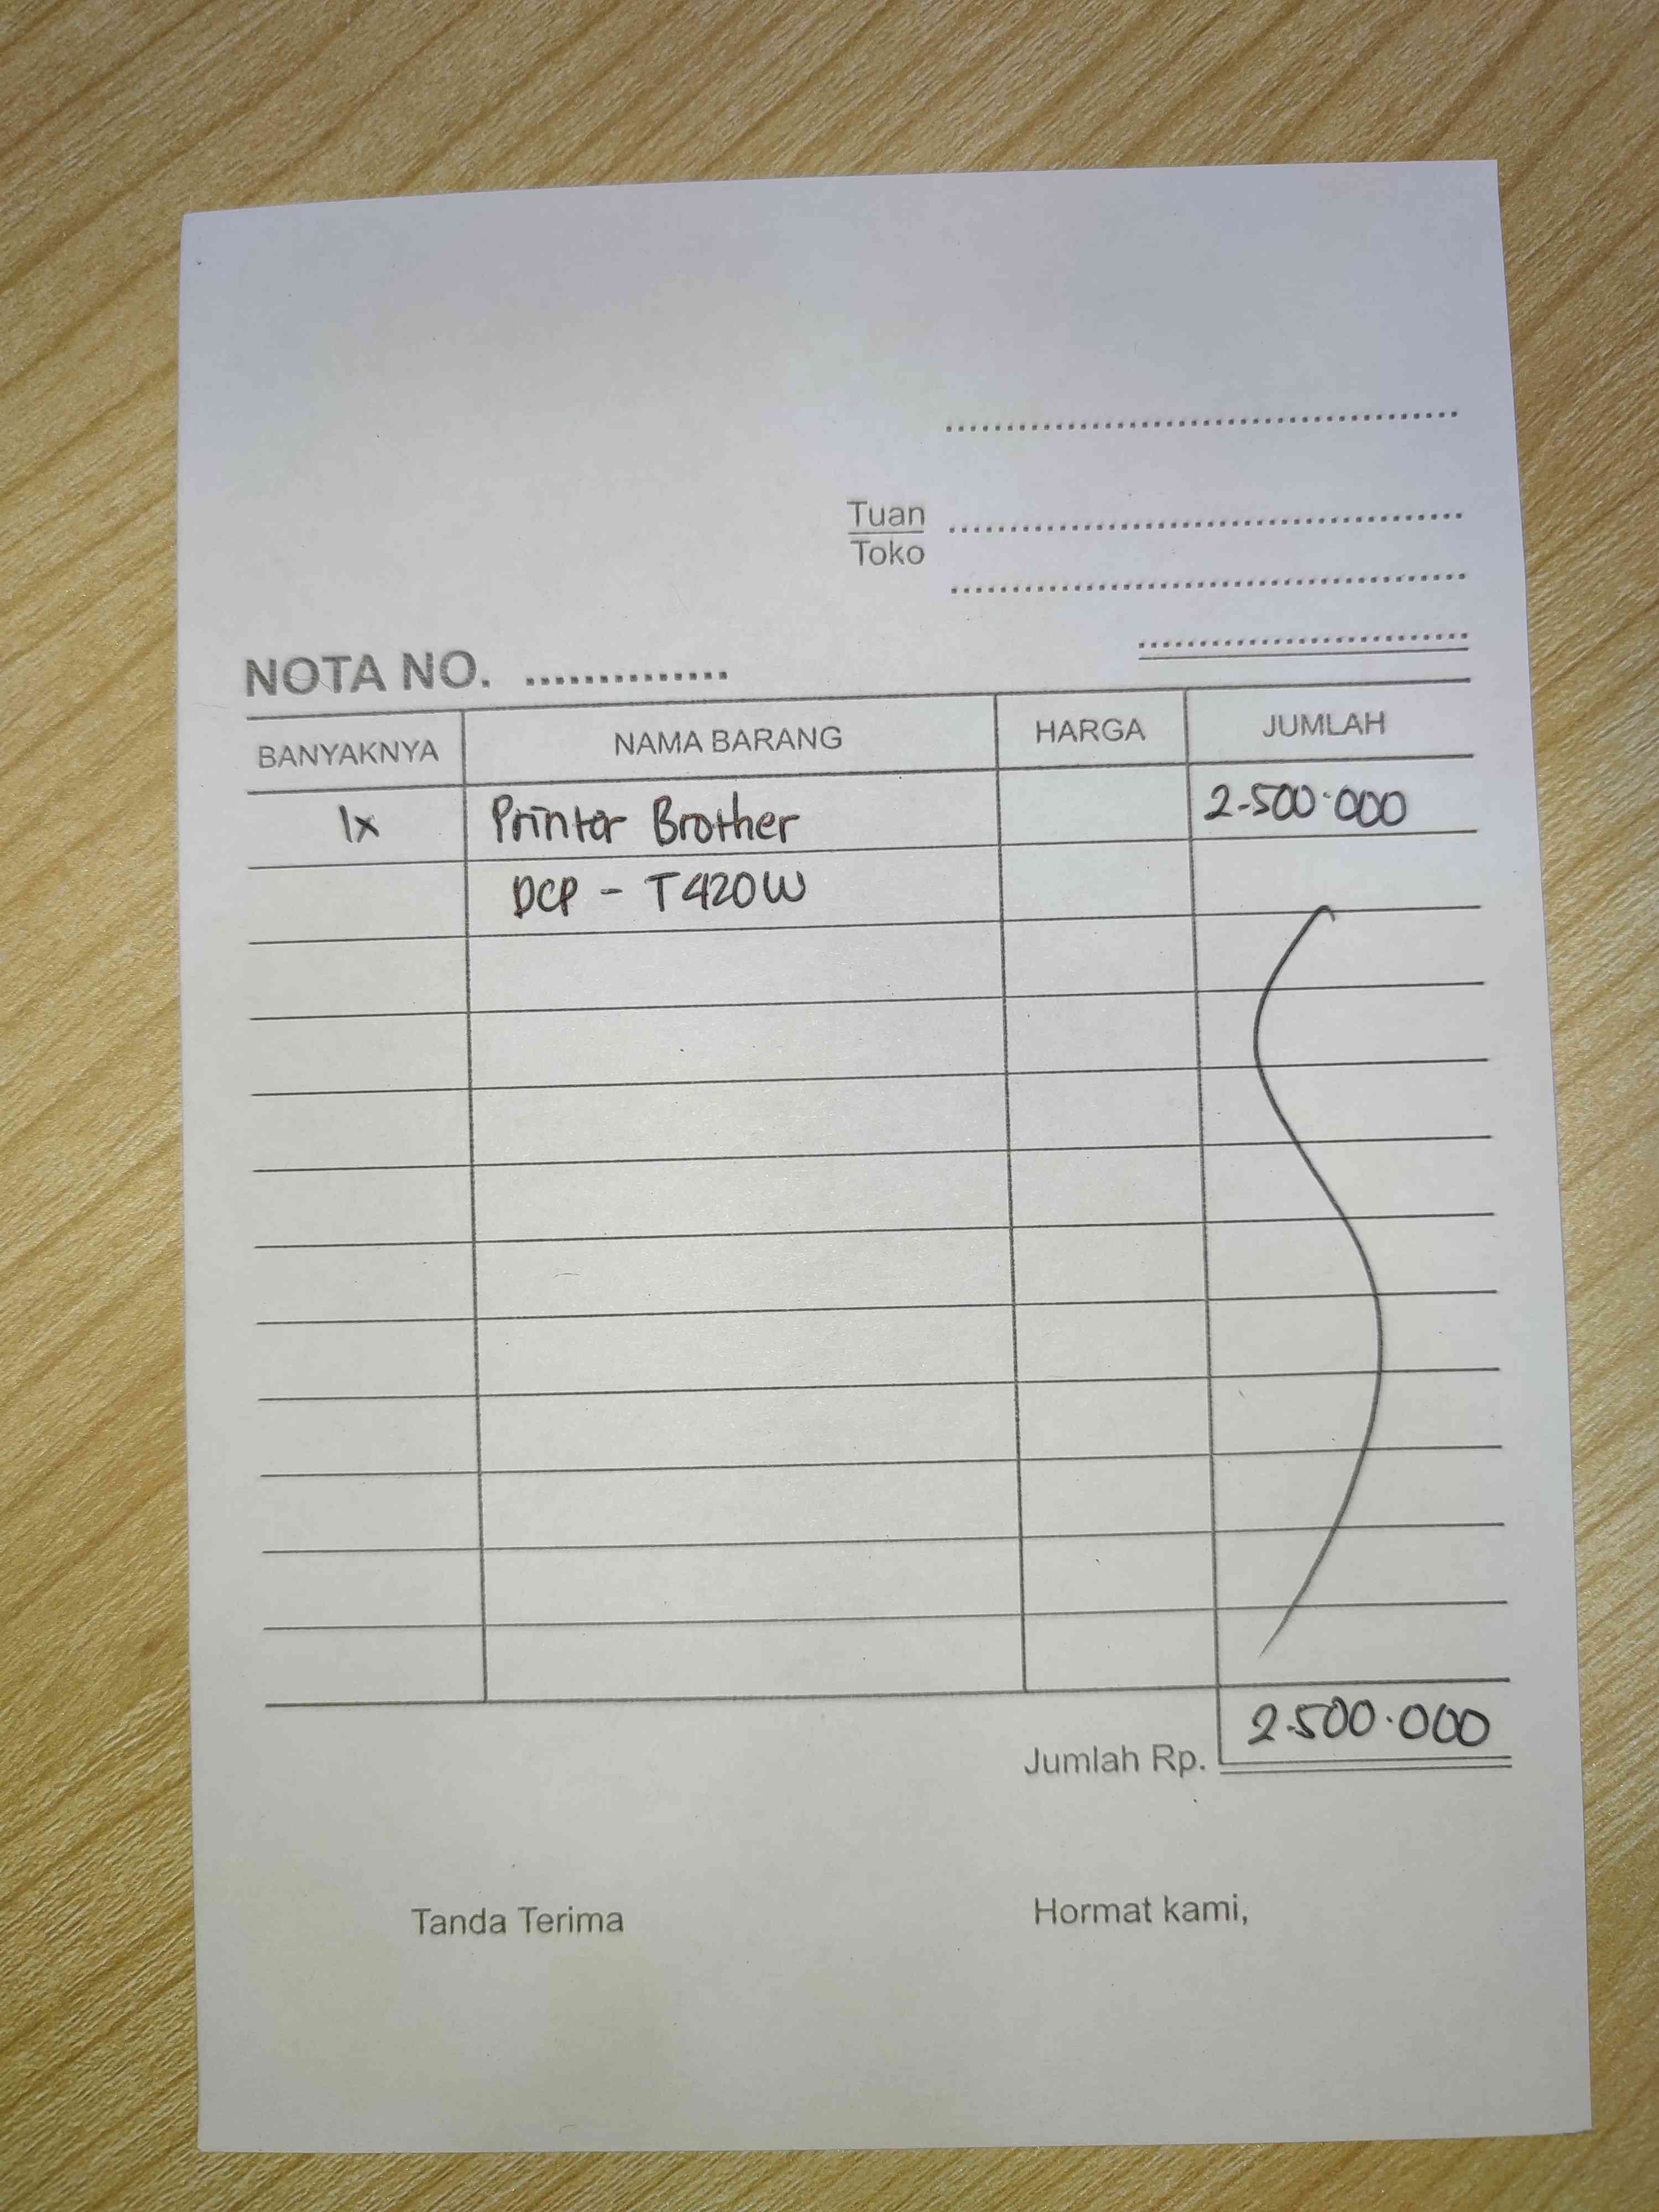 Tuan
Toko
NOTA NO. ..............
BANYAKNYA NAMA BARANG HARGA JUMLAH
1x Printer Brother 2.500.000
DCP - T420W
Jumlah Rp. 2.500.000
Tanda Terima Hormat kami,